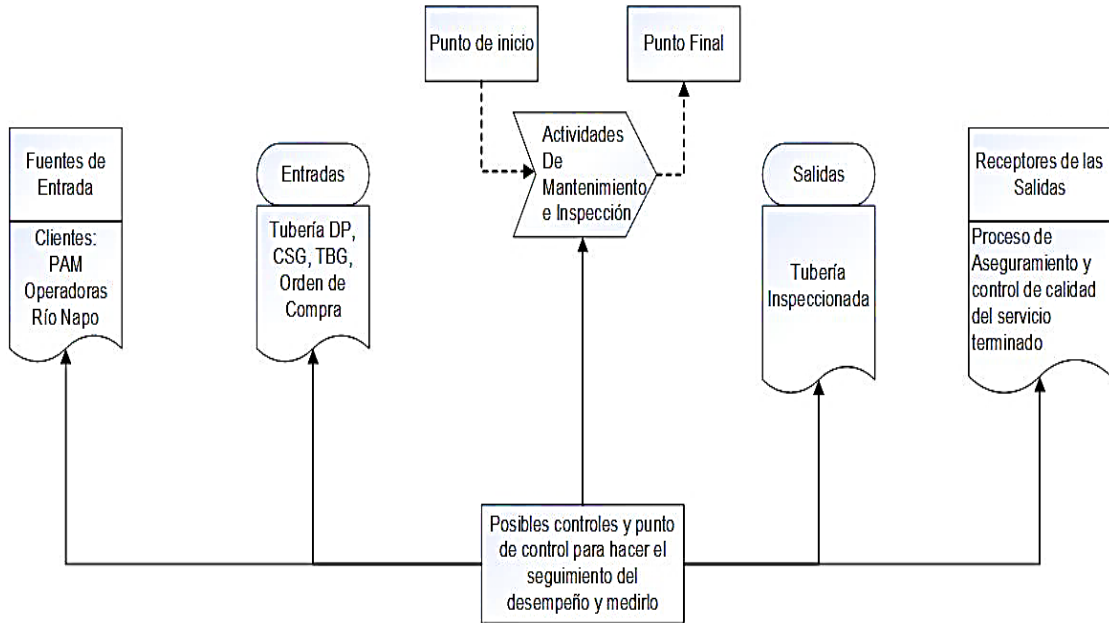 Punto de inicio
Punto Final
Fuentes de
Entrada
Clientes:
PAM
Operadoras
Río Napo
Entradas
Tubería DP,
CSG, TBG,
Orden de
Compra
Actividades
De
Mantenimiento
e Inspección
Salidas
Tubería
Inspeccionada
Receptores de las
Salidas
Proceso de
Aseguramiento y
control de calidad
del servicio
terminado
Posibles controles y punto
de control para hacer el
seguimiento del
desempeño y medirlo